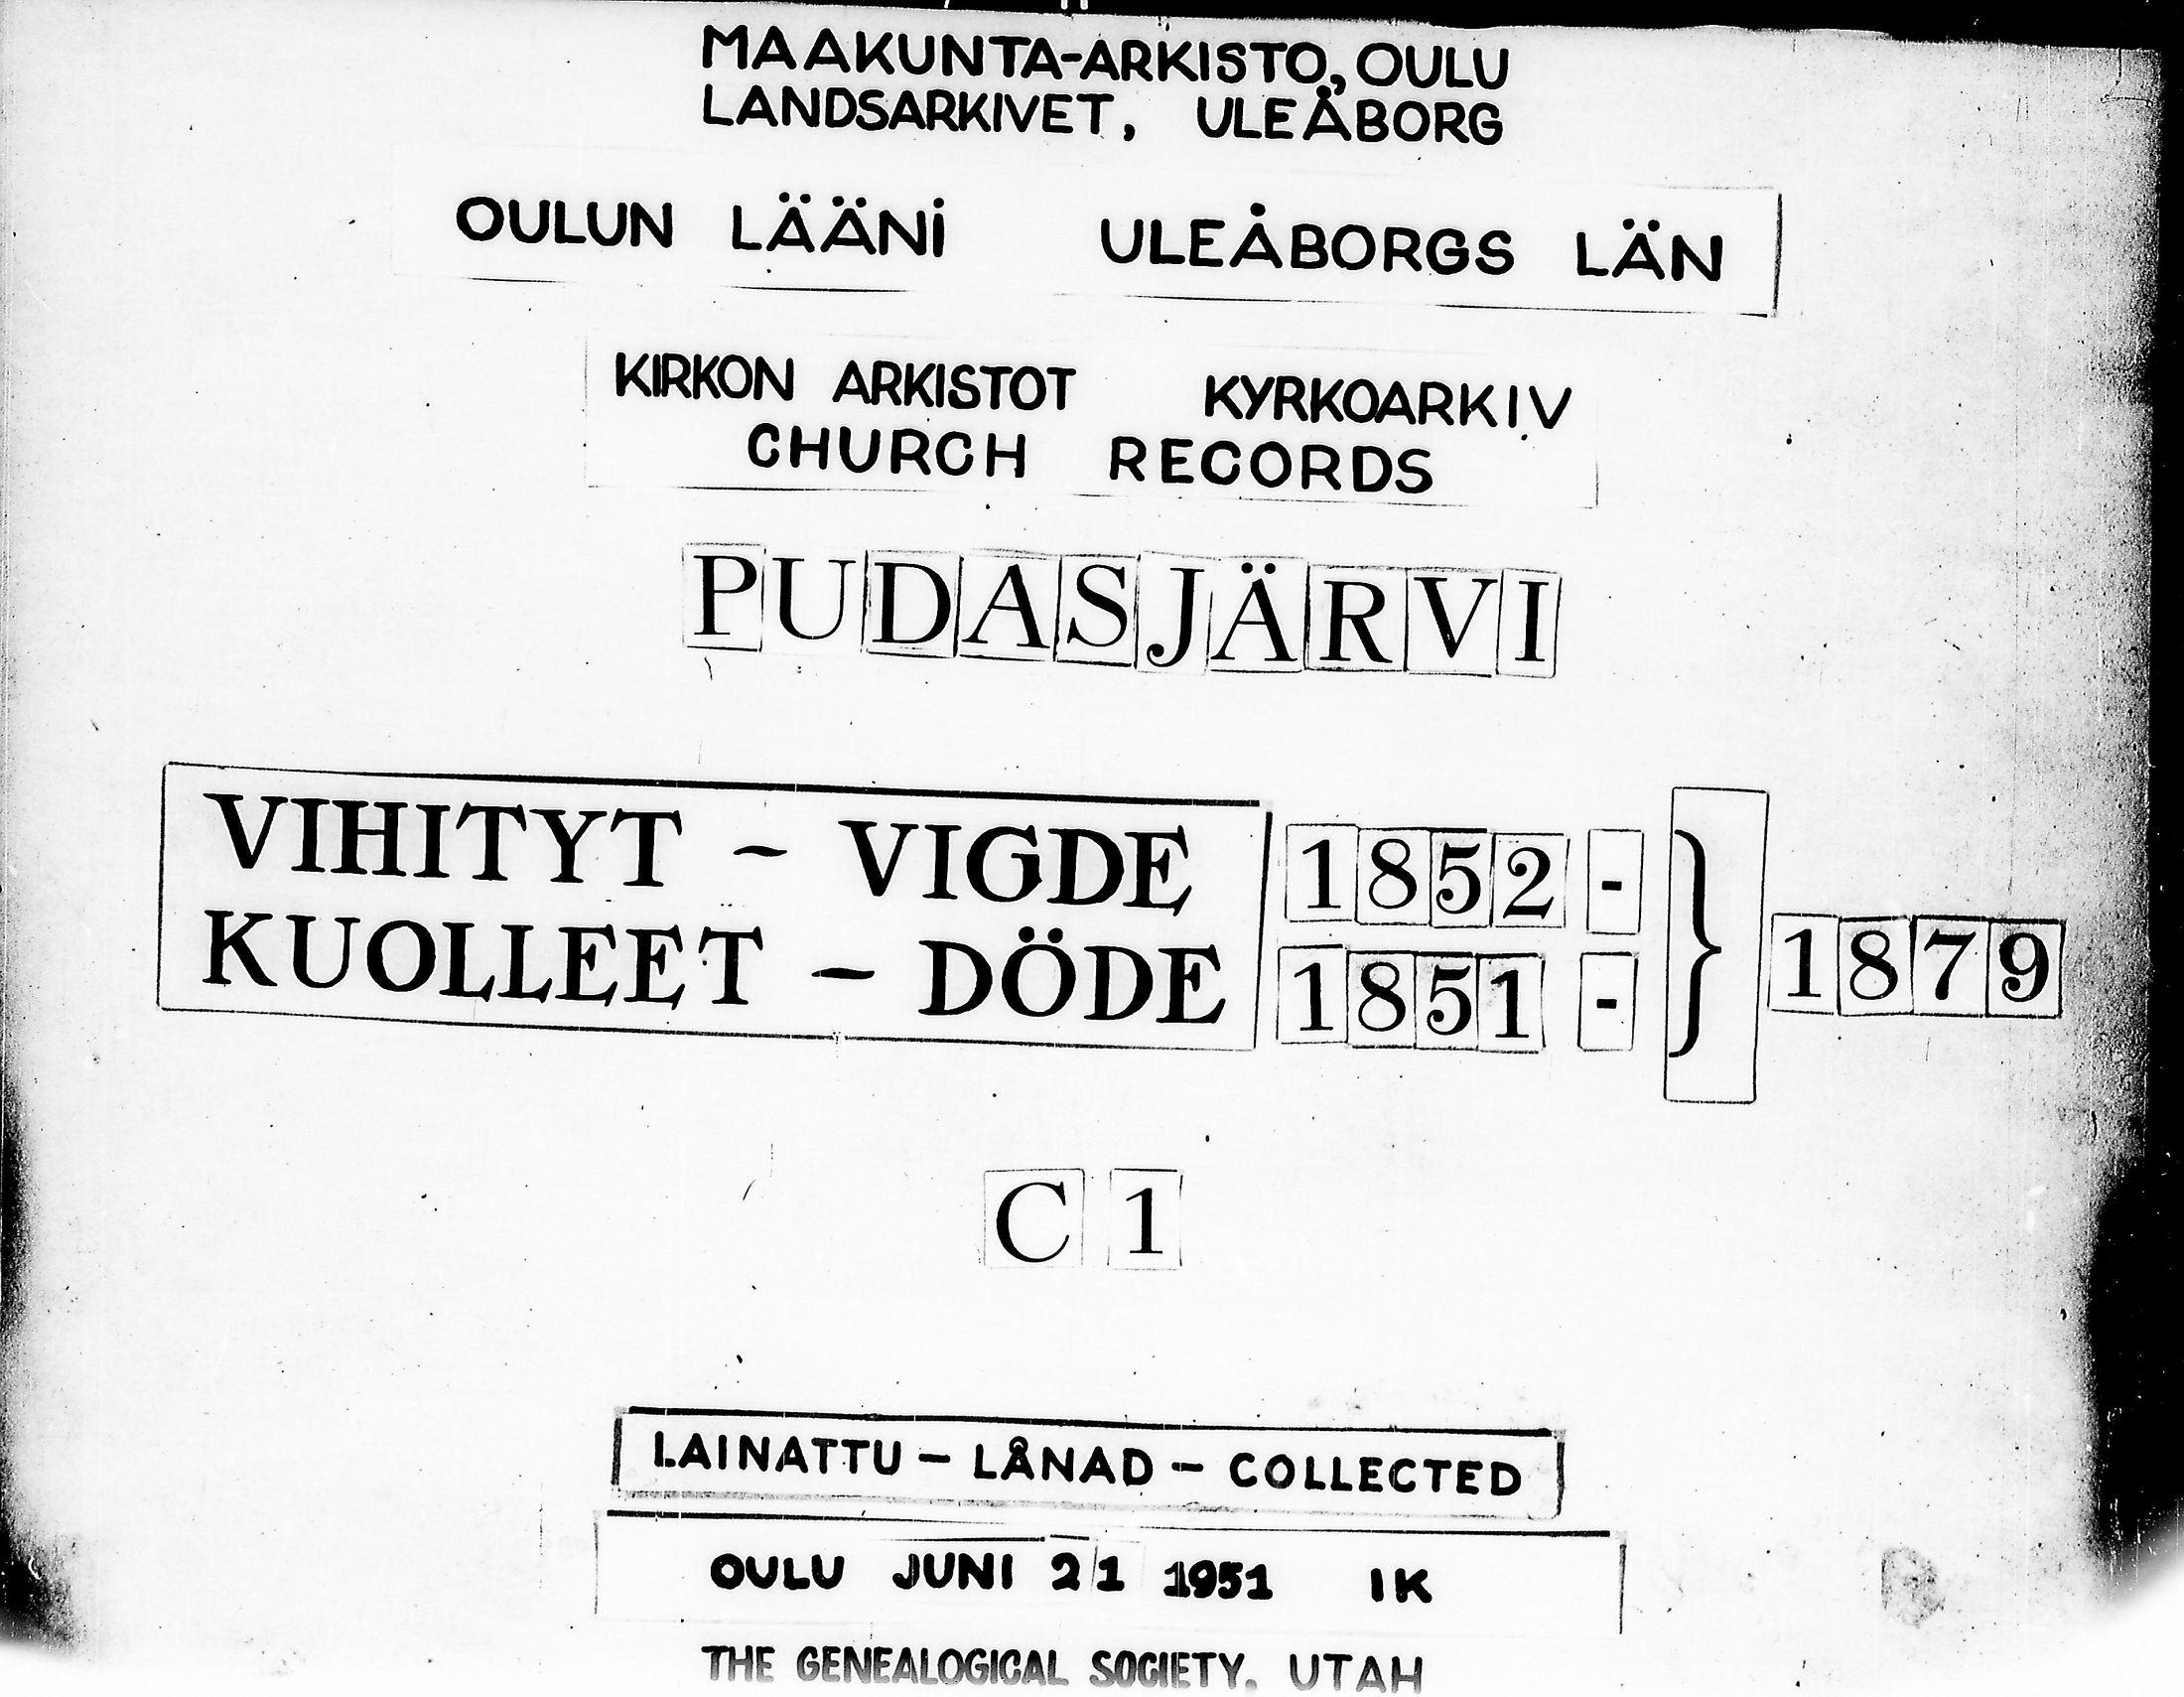 MAAKUNTA-ARKISTO, OULU
LANDSARKIVET, ULEÅBORG
OULUN LÄÄNI ULEÅBORGS LÄN
KIRKON ARKISTOT KYRKOARKIV
CHURCH RECORDS
PUDASJÄRVI
VIHITYT - VIGDE 1852 -
KUOLLEET - DÖDE 1851 - } 1879
C 1
LAINATTU - LÅNAD - COLLECTED
OULU JUNI 21 1951 IK
THE GENEALOGICAL SOCIETY. UTAH